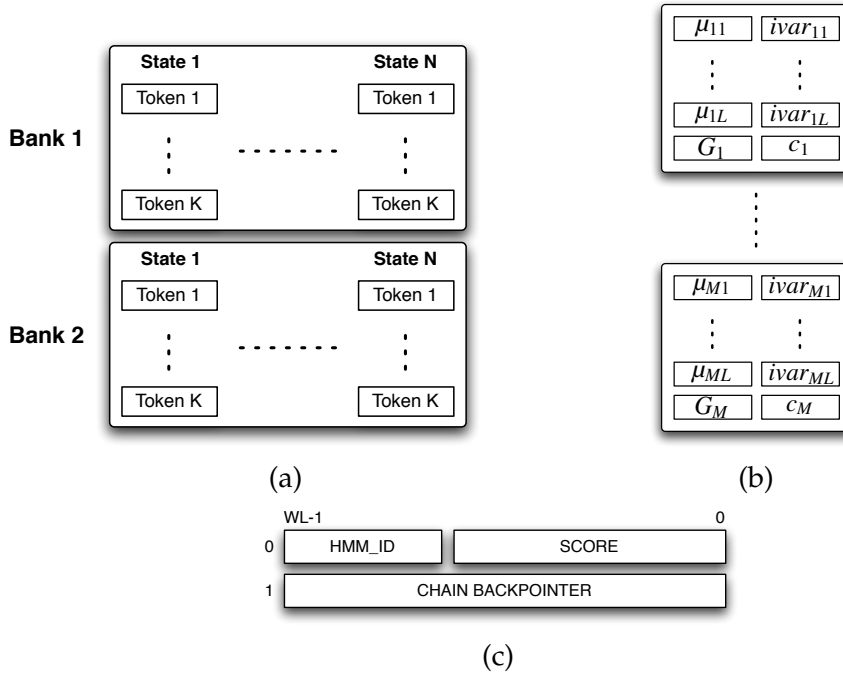 State 1 State N
Token 1 Token 1
Bank 1
Token K Token K
State 1 State N
Token 1 Token 1
Bank 2
Token K Token K
(a)
μ11 ivar11
μ1L ivar1L
G1 c1
μM1 ivarM1
μML ivarML
GM cM
(b)
WL-1 0
0 HMM_ID SCORE
1 CHAIN BACKPOINTER
(c)